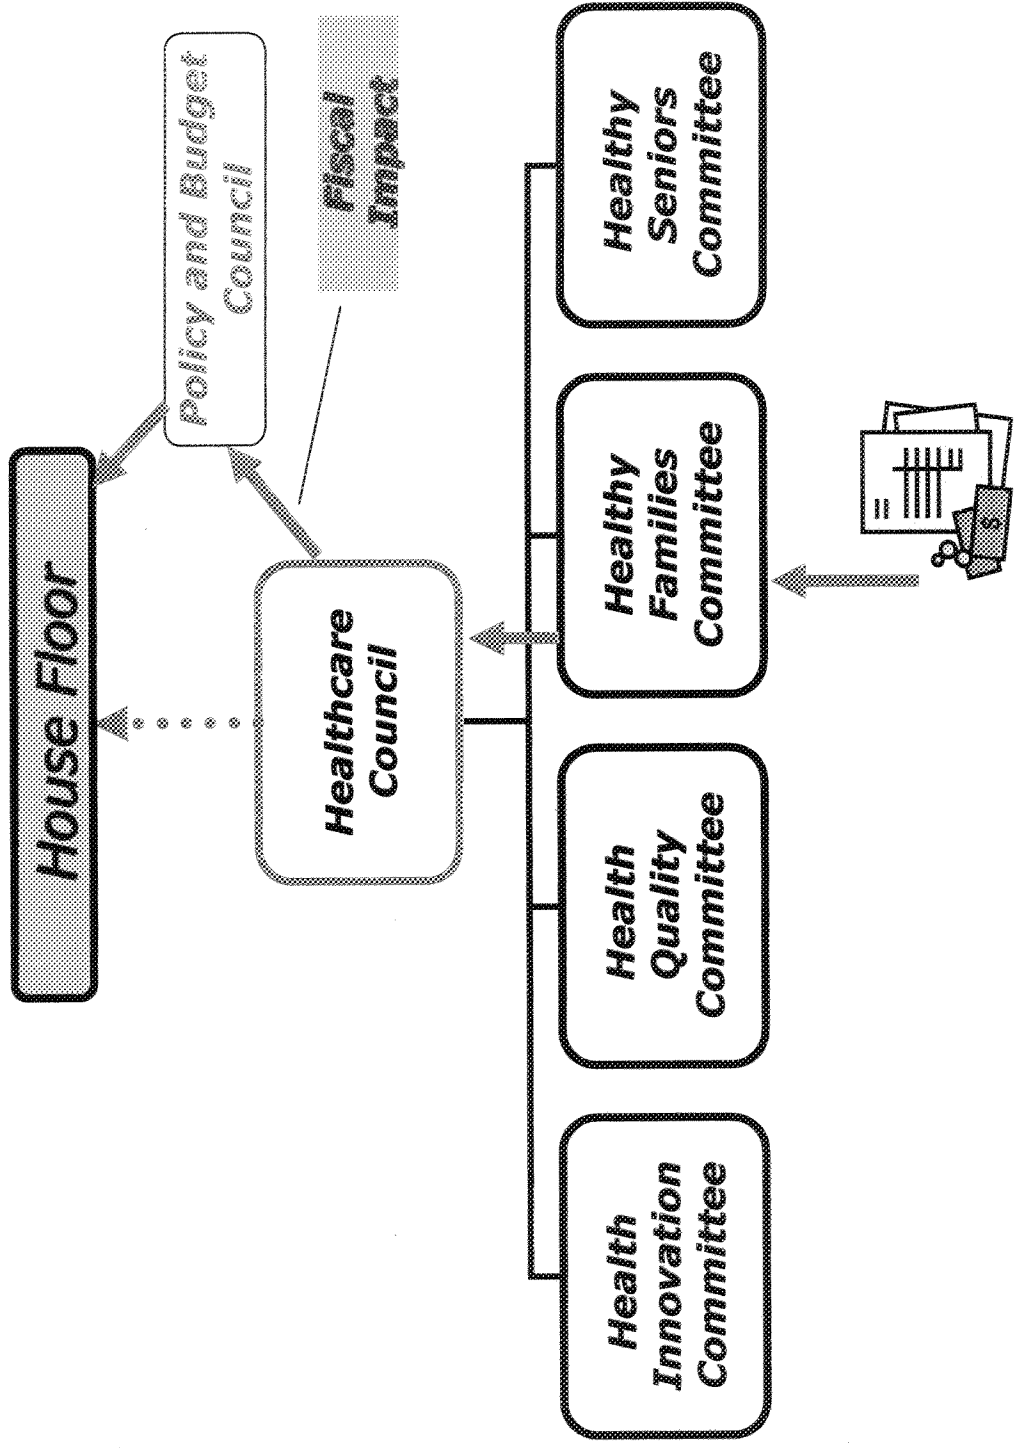 House Floor
Policy and Budget
Council
Fiscal
Impact
Healthcare
Council
Health
Innovation
Committee
Health
Quality
Committee
Healthy
Families
Committee
Healthy
Seniors
Committee
$